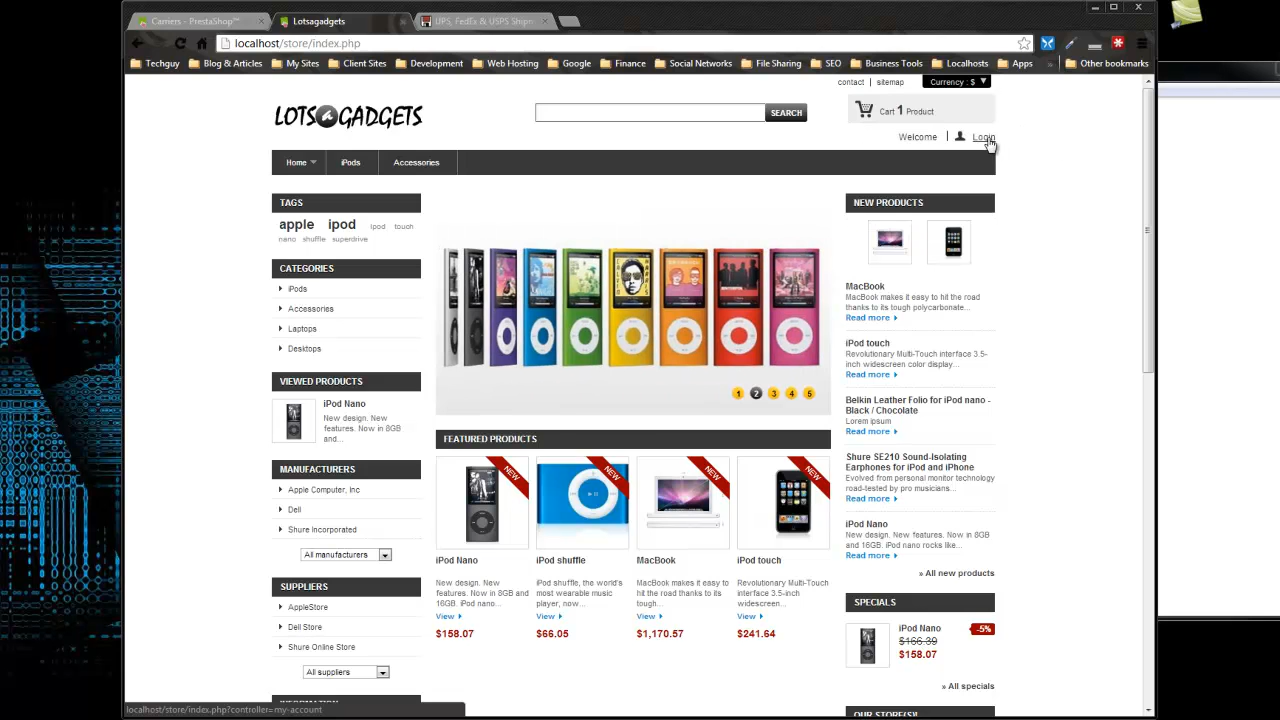 Carriers - PrestaShop™
Lotsagadgets
UPS, FedEx & USPS Shipm
localhost/store/index.php
Techguy
Blog & Articles
My Sites
Client Sites
Development
Web Hosting
Google
Finance
Social Networks
File Sharing
SEO
Business Tools
Localhosts
Apps
Other bookmarks
contact
sitemap
Currency : $
LOTSaGADGETS
SEARCH
Cart 1 Product
Welcome
Login
Home
iPods
Accessories
TAGS
apple ipod Ipod touch
nano shuffle superdrive
CATEGORIES
iPods
Accessories
Laptops
Desktops
VIEWED PRODUCTS
iPod Nano
New design. New
features. Now in 8GB
and...
MANUFACTURERS
Apple Computer, Inc
Dell
Shure Incorporated
All manufacturers
SUPPLIERS
AppleStore
Dell Store
Shure Online Store
All suppliers
INFORMATION
1 2 3 4 5
FEATURED PRODUCTS
NEW
NEW
NEW
NEW
iPod Nano
New design. New
features. Now in 8GB and
16GB. iPod nano...
View
$158.07
iPod shuffle
iPod shuffle, the world's
most wearable music
player, now...
View
$66.05
MacBook
MacBook makes it easy to
hit the road thanks to its
tough...
View
$1,170.57
iPod touch
Revolutionary Multi-Touch
interface 3.5-inch
widescreen...
View
$241.64
NEW PRODUCTS
MacBook
MacBook makes it easy to hit the road
thanks to its tough polycarbonate...
Read more
iPod touch
Revolutionary Multi-Touch interface 3.5-
inch widescreen color display...
Read more
Belkin Leather Folio for iPod nano -
Black / Chocolate
Lorem ipsum
Read more
Shure SE210 Sound-Isolating
Earphones for iPod and iPhone
Evolved from personal monitor technology
road-tested by pro musicians...
Read more
iPod Nano
New design. New features. Now in 8GB
and 16GB. iPod nano rocks like...
Read more
» All new products
SPECIALS
iPod Nano
$166.39
-5%
$158.07
» All specials
OUR STORE(S)!
localhost/store/index.php?controller=my-account